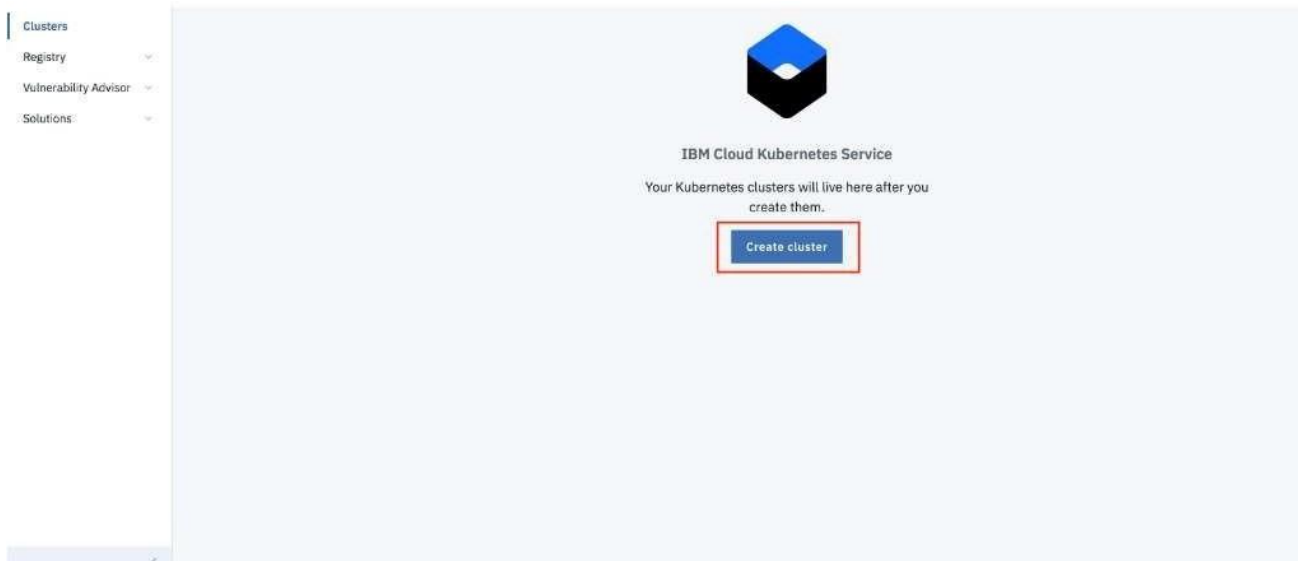 Clusters
Registry
Vulnerability Advisor
Solutions
IBM Cloud Kubernetes Service
Your Kubernetes clusters will live here after you
create them.
Create cluster